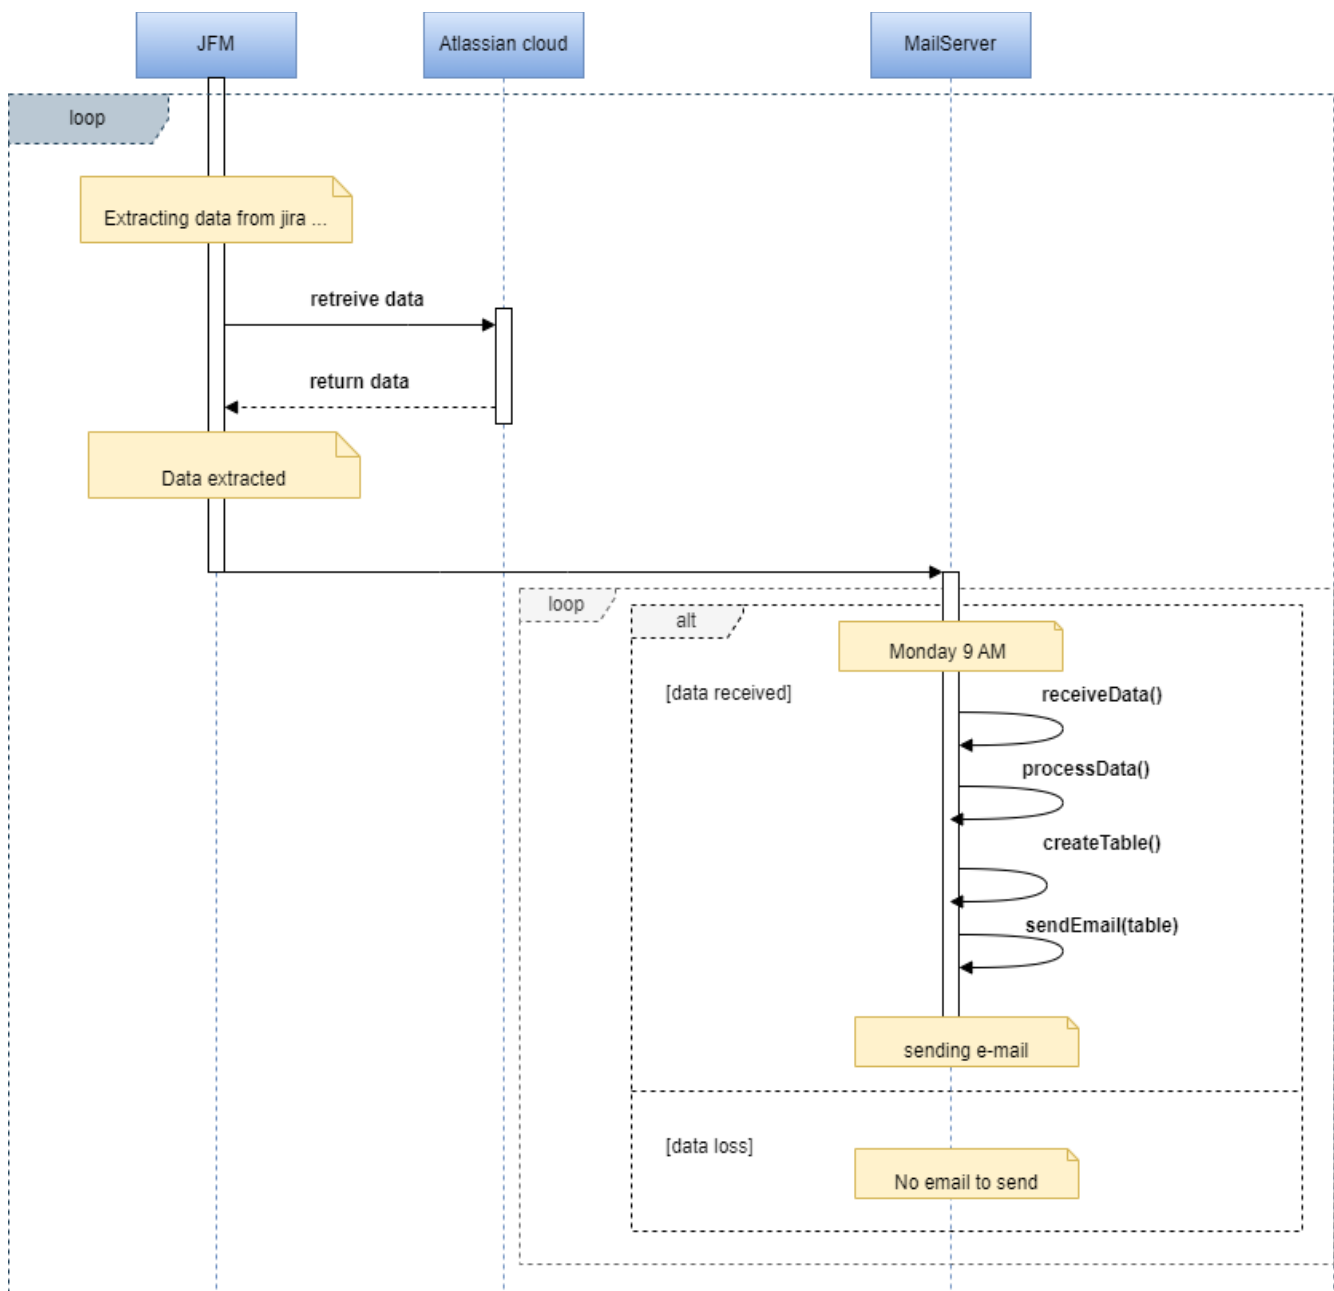 JFM
Atlassian cloud
MailServer
loop
Extracting data from jira ...
retreive data
return data
Data extracted
loop
alt
Monday 9 AM
[data received]
receiveData()
processData()
createTable()
sendEmail(table)
sending e-mail
[data loss]
No email to send